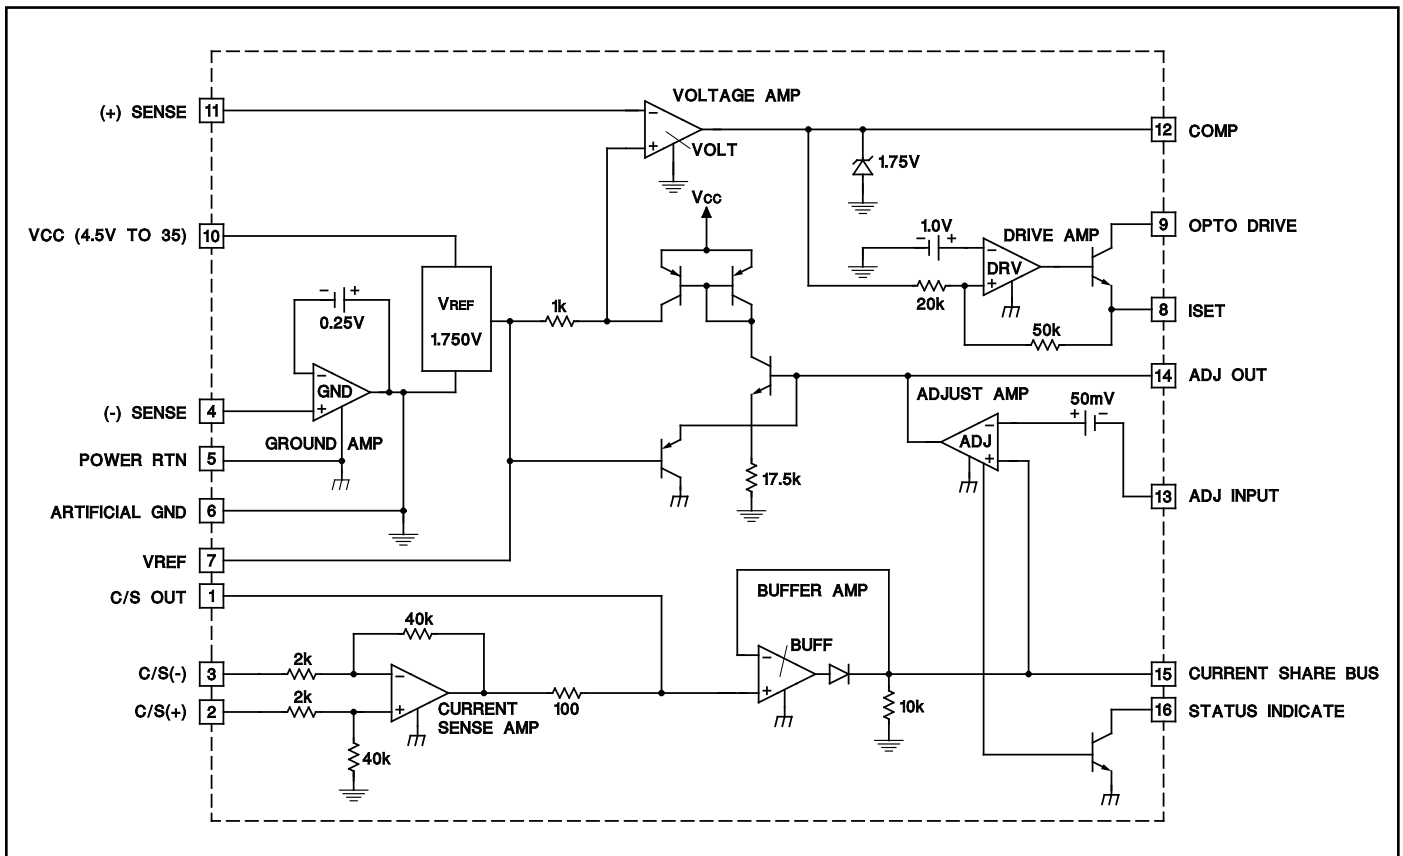 VOLTAGE AMP
(+) SENSE 11
− +
VOLT
12 COMP
1.75V
VCC
VCC (4.5V TO 35) 10
1.0V
− +
DRIVE AMP
9 OPTO DRIVE
− +
DRV
20k
− +
0.25V
VREF
1.750V
1k
8 ISET
50k
− +
GND
14 ADJ OUT
ADJUST AMP
50mV
+ −
(-) SENSE 4
GROUND AMP
− +
ADJ
POWER RTN 5
17.5k
13 ADJ INPUT
ARTIFICIAL GND 6
VREF 7
C/S OUT 1
BUFFER AMP
40k
BUFF
− +
2k
C/S(-) 3
− +
15 CURRENT SHARE BUS
2k
C/S(+) 2
CURRENT
SENSE AMP
100
10k
16 STATUS INDICATE
40k